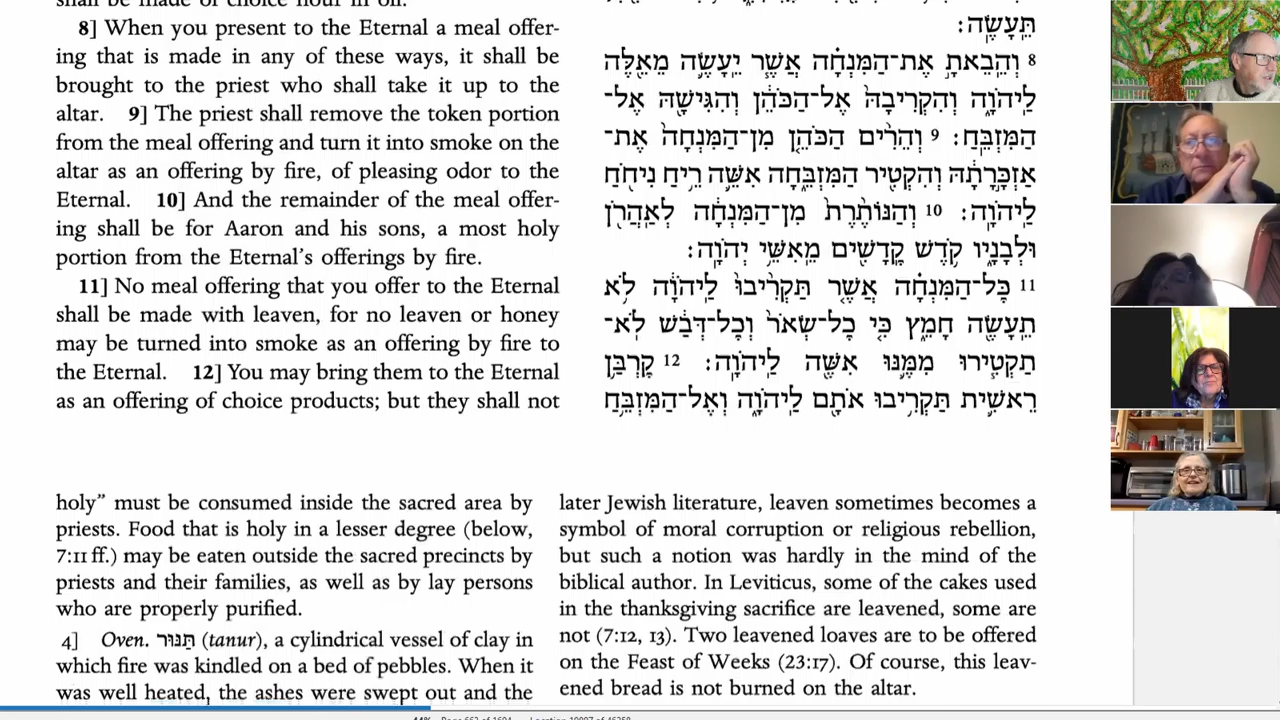 shall be made of choice flour in oil.
8] When you present to the Eternal a meal offer-
ing that is made in any of these ways, it shall be
brought to the priest who shall take it up to the
altar. 9] The priest shall remove the token portion
from the meal offering and turn it into smoke on the
altar as an offering by fire, of pleasing odor to the
Eternal. 10] And the remainder of the meal offer-
ing shall be for Aaron and his sons, a most holy
portion from the Eternal’s offerings by fire.
11] No meal offering that you offer to the Eternal
shall be made with leaven, for no leaven or honey
may be turned into smoke as an offering by fire to
the Eternal. 12] You may bring them to the Eternal
as an offering of choice products; but they shall not
תֵּעָשֶֽׂה׃
8 וְהֵבֵאתָ֣ אֶת־הַמִּנְחָ֗ה אֲשֶׁ֧ר יֵעָשֶׂ֛ה מֵאֵ֖לֶּה
לַיהֹוָ֑ה וְהִקְרִיבָהּ֙ אֶל־הַכֹּהֵ֔ן וְהִגִּישָׁ֖הּ אֶל־
הַמִּזְבֵּֽחַ׃ 9 וְהֵרִ֨ים הַכֹּהֵ֤ן מִן־הַמִּנְחָה֙ אֶת־
אַזְכָּ֣רָתָ֔הּ וְהִקְטִ֖יר הַמִּזְבֵּ֑חָה אִשֵּׁ֛ה רֵ֥יחַ נִיחֹ֖חַ
לַיהֹוָֽה׃ 10 וְהַנּוֹתֶ֙רֶת֙ מִן־הַמִּנְחָ֔ה לְאַהֲרֹ֖ן
וּלְבָנָ֑יו קֹ֥דֶשׁ קׇֽדָשִׁ֖ים מֵאִשֵּׁ֥י יְהֹוָֽה׃
11 כׇּל־הַמִּנְחָ֗ה אֲשֶׁ֤ר תַּקְרִ֙יבוּ֙ לַיהֹוָ֔ה לֹ֥א
תֵעָשֶׂ֖ה חָמֵ֑ץ כִּ֤י כׇל־שְׂאֹר֙ וְכׇל־דְּבַ֔שׁ לֹֽא־
תַקְטִ֧ירוּ מִמֶּ֛נּוּ אִשֶּׁ֖ה לַֽיהֹוָֽה׃ 12 קׇרְבַּ֥ן
רֵאשִׁ֛ית תַּקְרִ֥יבוּ אֹתָ֖ם לַיהֹוָ֑ה וְאֶל־הַמִּזְבֵּ֥חַ
holy” must be consumed inside the sacred area by
priests. Food that is holy in a lesser degree (below,
7:11 ff.) may be eaten outside the sacred precincts by
priests and their families, as well as by lay persons
who are properly purified.
4] Oven. תַּנּוּר (tanur), a cylindrical vessel of clay in
which fire was kindled on a bed of pebbles. When it
was well heated, the ashes were swept out and the
later Jewish literature, leaven sometimes becomes a
symbol of moral corruption or religious rebellion,
but such a notion was hardly in the mind of the
biblical author. In Leviticus, some of the cakes used
in the thanksgiving sacrifice are leavened, some are
not (7:12, 13). Two leavened loaves are to be offered
on the Feast of Weeks (23:17). Of course, this leav-
ened bread is not burned on the altar.